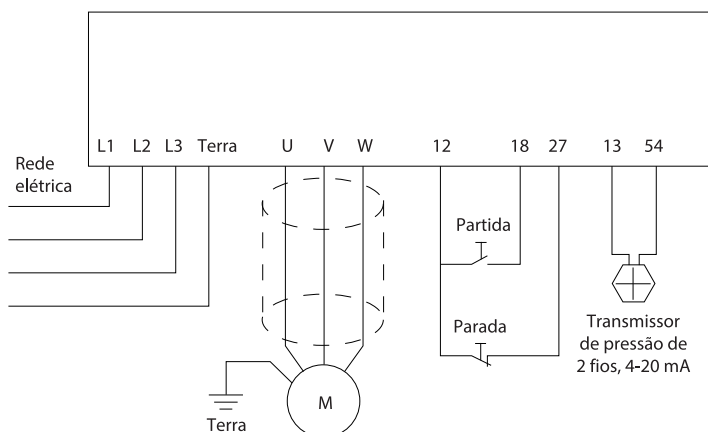 L1 L2 L3 Terra U V W 12 18 27 13 54
Rede
elétrica
Partida
Parada
Transmissor
de pressão de
2 fios, 4-20 mA
M
Terra